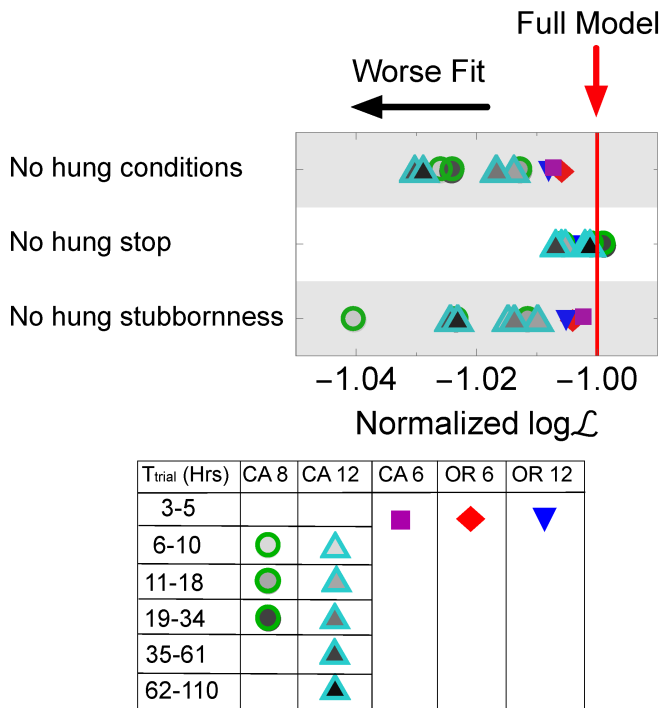 Full Model
Worse Fit
No hung conditions
No hung stop
No hung stubbornness
−1.04 −1.02 −1.00
Normalized logℒ
Ttrial (Hrs) CA 8 CA 12 CA 6 OR 6 OR 12
3-5
6-10
11-18
19-34
35-61
62-110